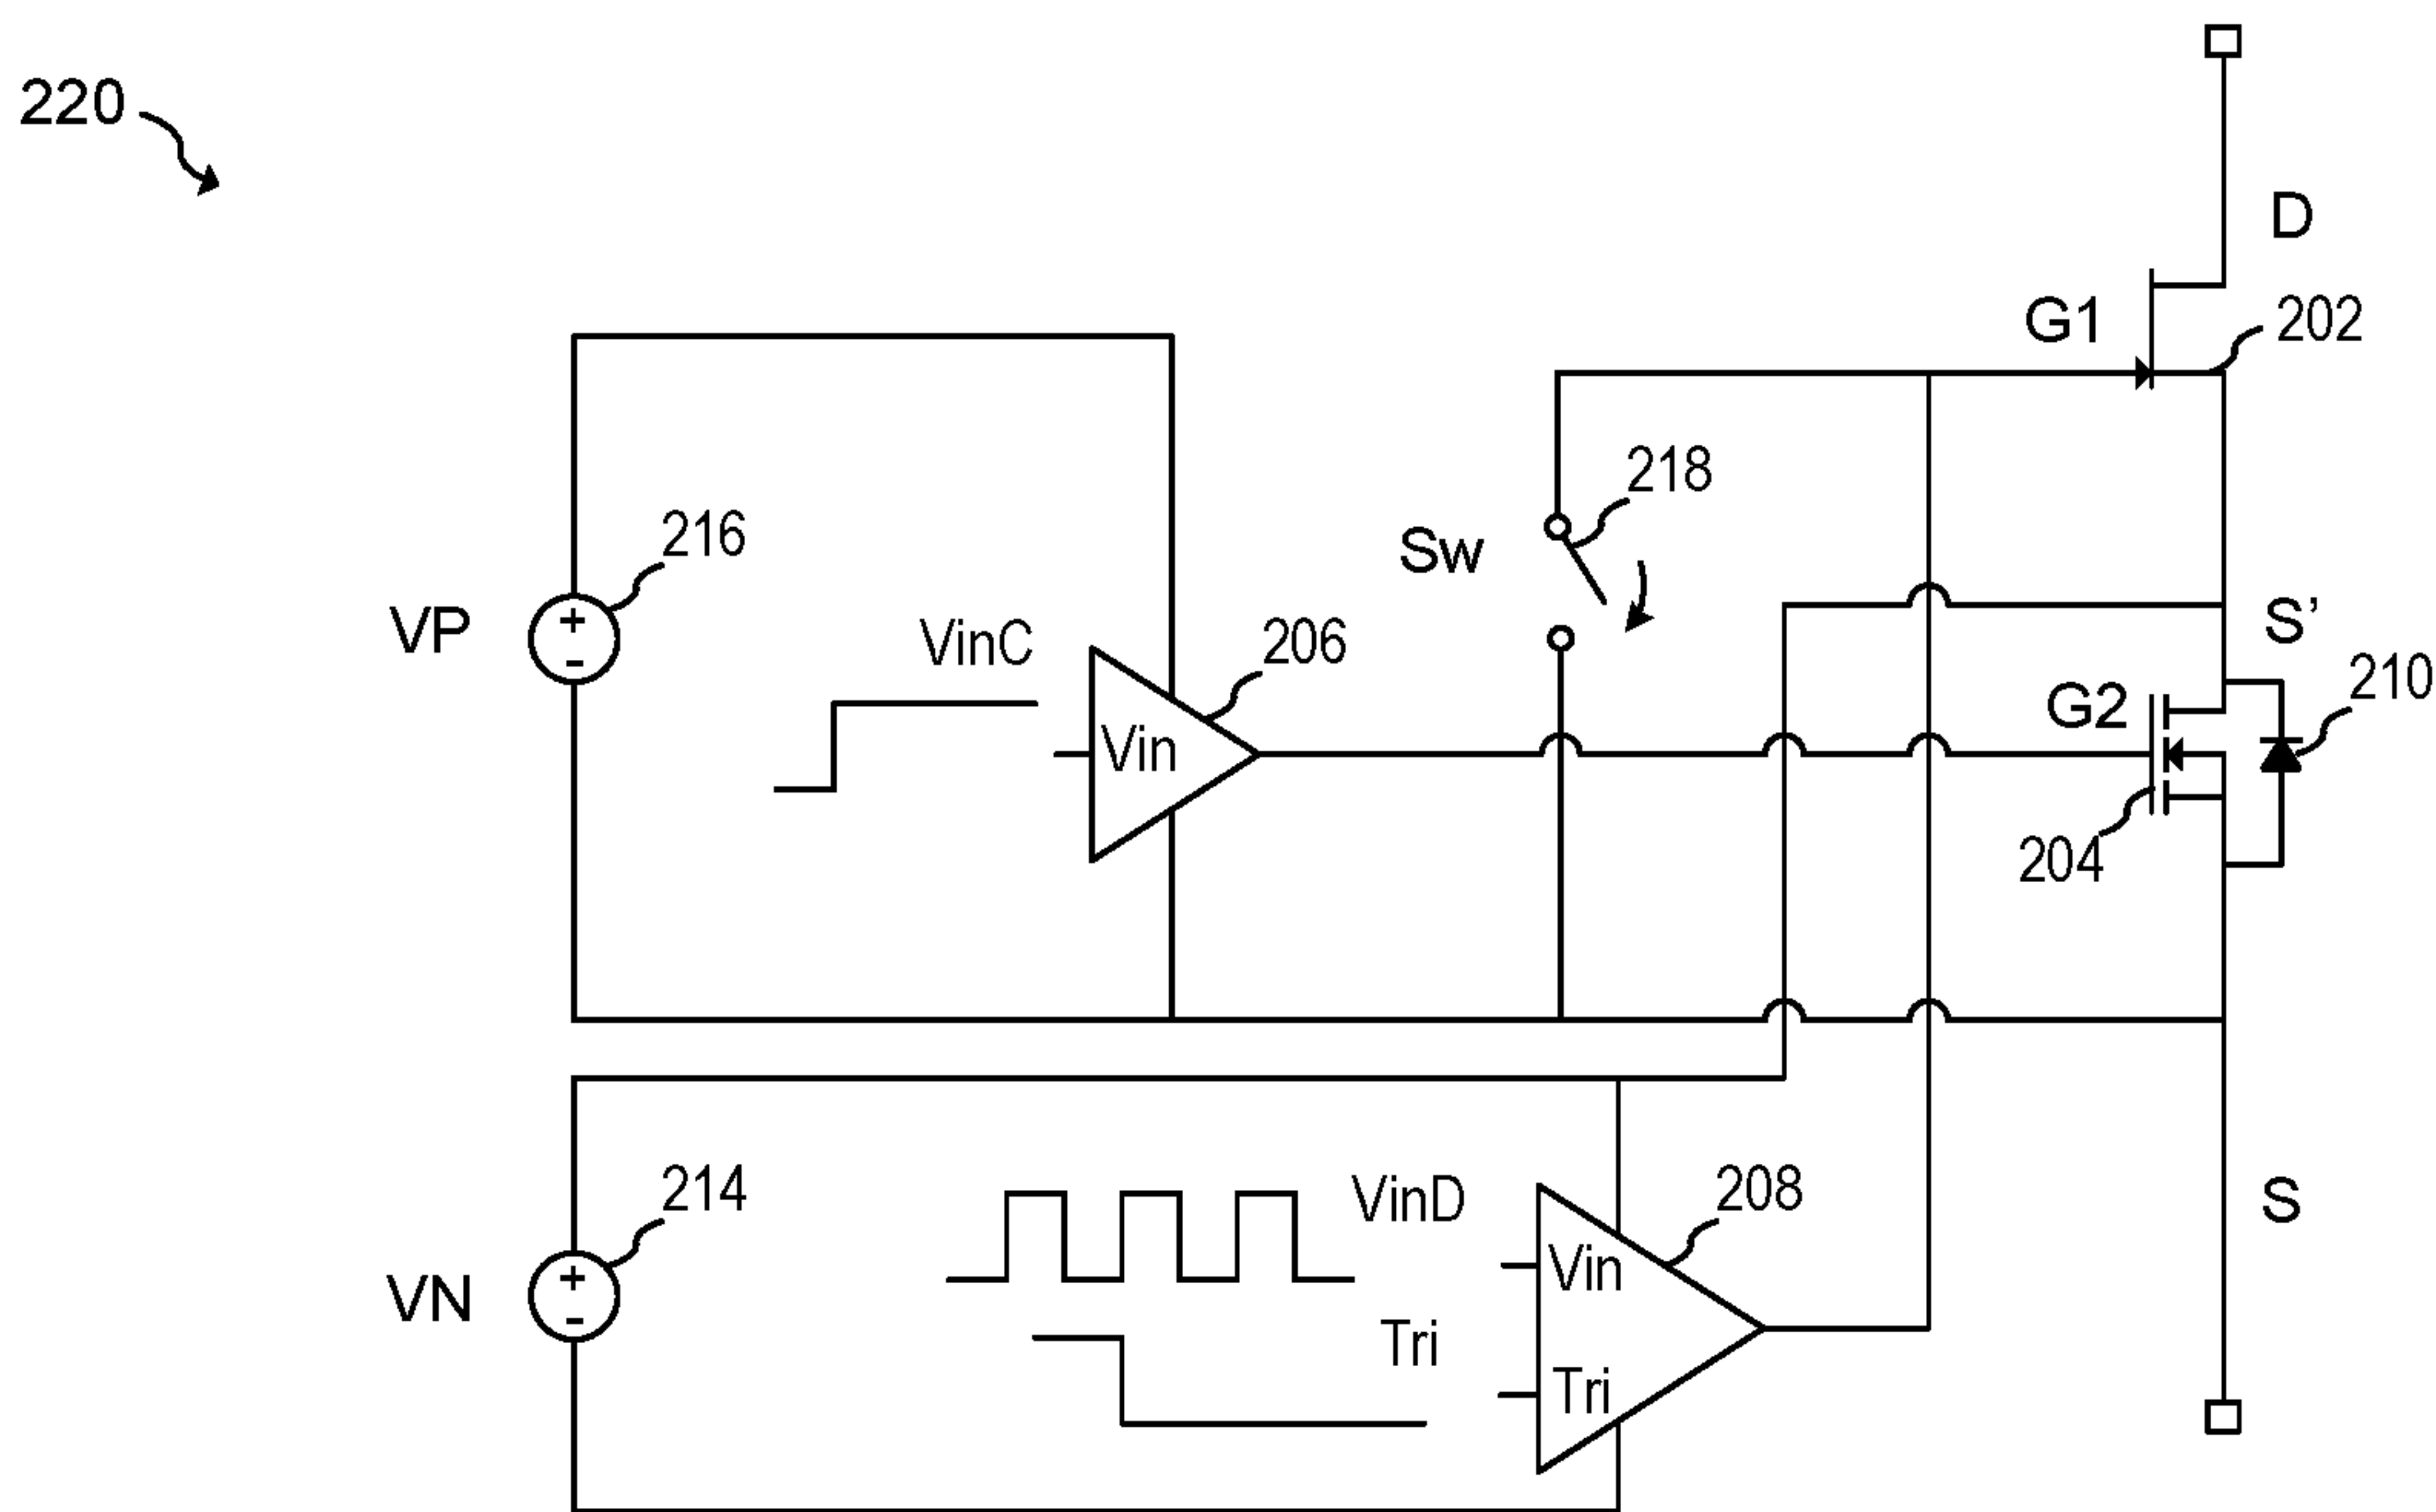 220
D
G1
202
218
216
Sw
VP
+
-
VinC
206
S'
210
G2
Vin
204
214
VinD
208
S
VN
+
-
Vin
Tri
Tri